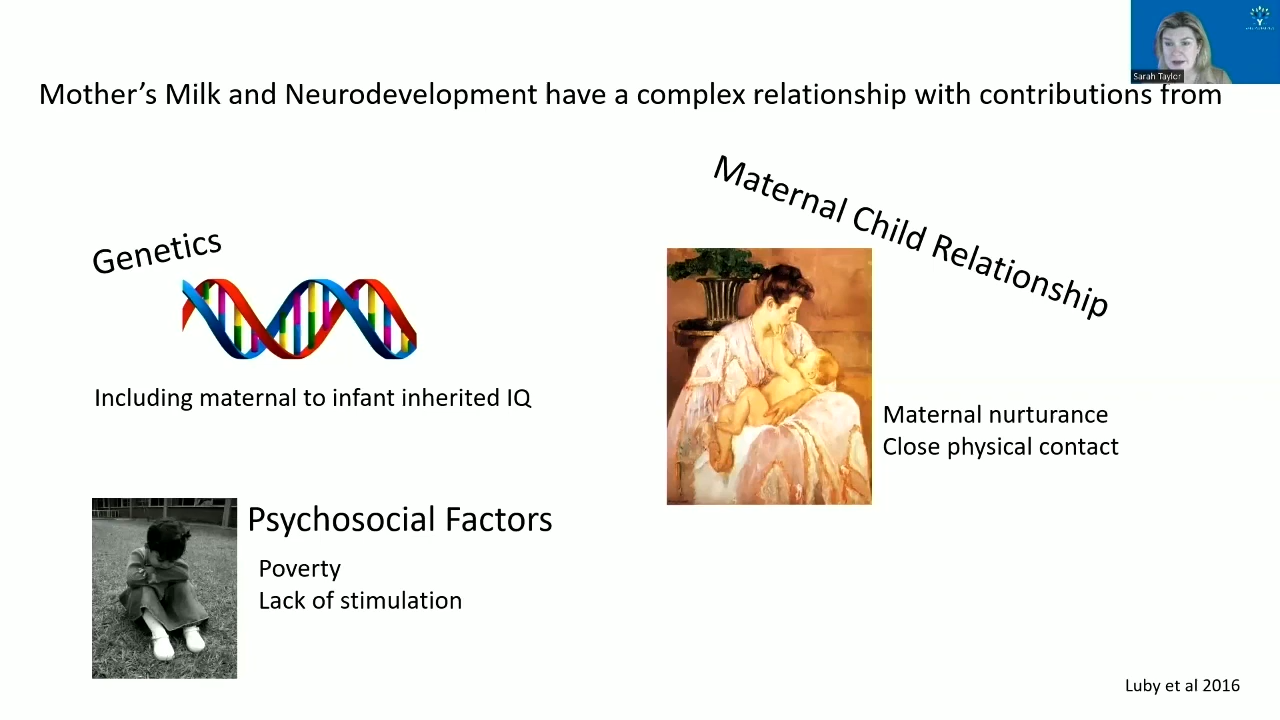 Sarah Taylor
Mother’s Milk and Neurodevelopment have a complex relationship with contributions from
Maternal Child Relationship
Genetics
Including maternal to infant inherited IQ
Maternal nurturance
Close physical contact
Psychosocial Factors
Poverty
Lack of stimulation
Luby et al 2016